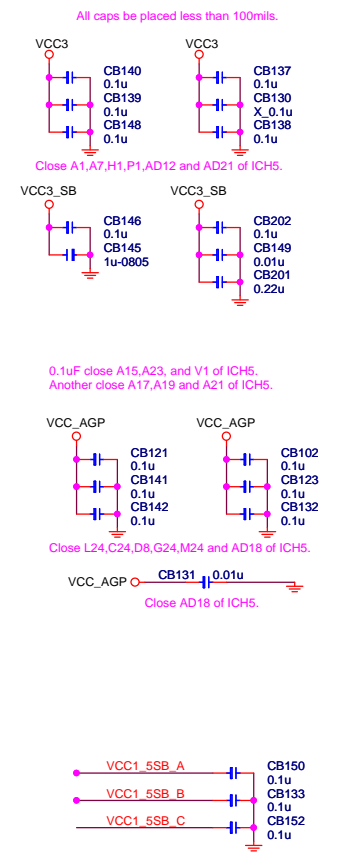 All caps be placed less than 100mils.
VCC3
CB140
0.1u
CB139
0.1u
CB148
0.1u
VCC3
CB137
0.1u
CB130
X_0.1u
CB138
0.1u
Close A1,A7,H1,P1,AD12 and AD21 of ICH5.
VCC3_SB
CB146
0.1u
CB145
1u-0805
VCC3_SB
CB202
0.1u
CB149
0.01u
CB201
0.22u
0.1uF close A15,A23, and V1 of ICH5.
Another close A17,A19 and A21 of ICH5.
VCC_AGP
CB121
0.1u
CB141
0.1u
CB142
0.1u
VCC_AGP
CB102
0.1u
CB123
0.1u
CB132
0.1u
Close L24,C24,D8,G24,M24 and AD18 of ICH5.
VCC_AGP CB131 0.01u
Close AD18 of ICH5.
VCC1_5SB_A
CB150
0.1u
VCC1_5SB_B
CB133
0.1u
VCC1_5SB_C
CB152
0.1u